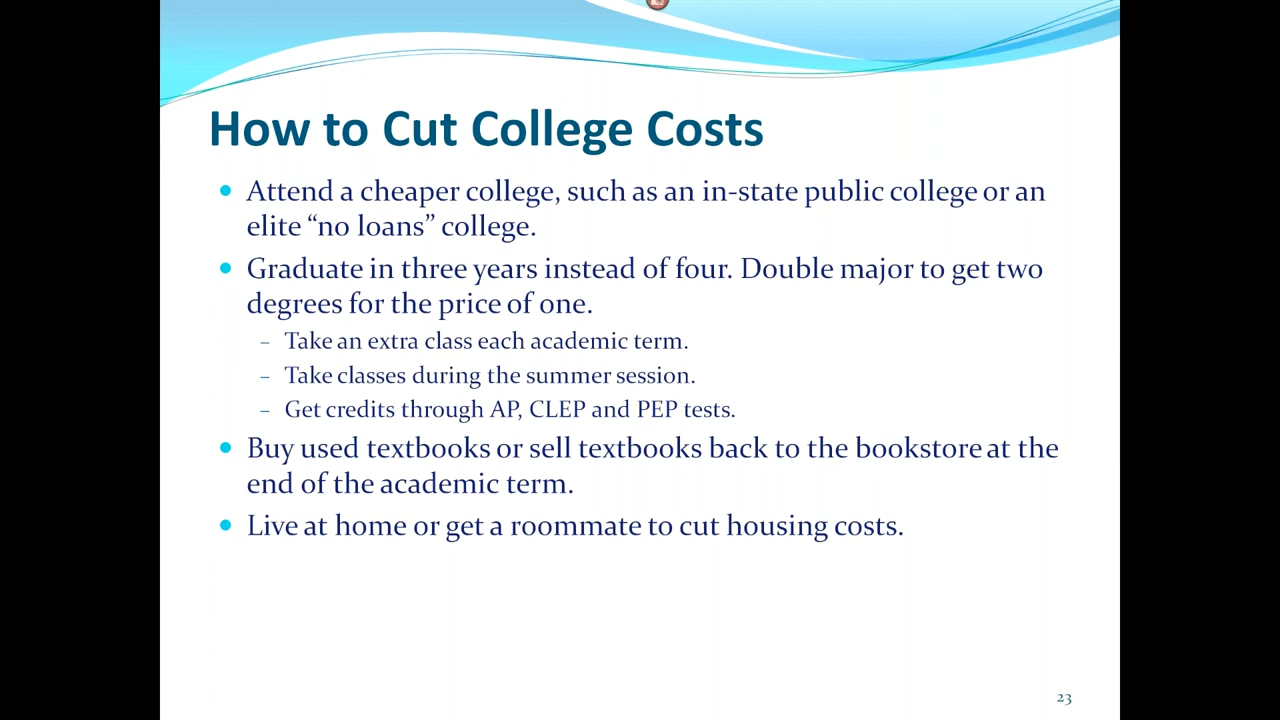 How to Cut College Costs
• Attend a cheaper college, such as an in-state public college or an
elite “no loans” college.
• Graduate in three years instead of four. Double major to get two
degrees for the price of one.
– Take an extra class each academic term.
– Take classes during the summer session.
– Get credits through AP, CLEP and PEP tests.
• Buy used textbooks or sell textbooks back to the bookstore at the
end of the academic term.
• Live at home or get a roommate to cut housing costs.
23